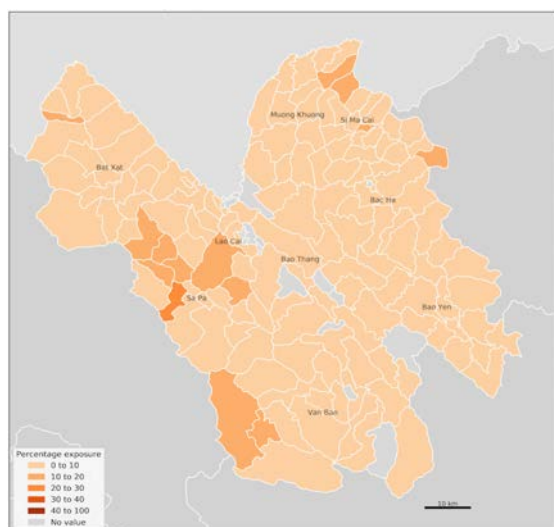 Muong Khuong
Si Ma Cai
Bat Xat
Bac Ha
Lao Cai
Bao Thang
Sa Pa
Bao Yen
Van Ban
Percentage exposure
0 to 10
10 to 20
20 to 30
30 to 40
40 to 100
No value
10 km